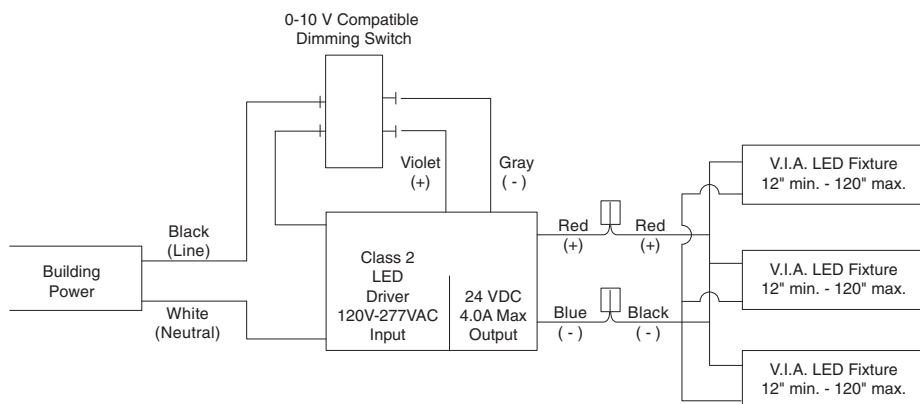 0-10 V Compatible
Dimming Switch
Violet
(+)
Gray
( - )
Black
(Line)
Building
Power
White
(Neutral)
Class 2
LED
Driver
120V-277VAC
Input
24 VDC
4.0A Max
Output
Red
(+)
Red
(+)
Blue
( - )
Black
( - )
V.I.A. LED Fixture
12" min. - 120" max.
V.I.A. LED Fixture
12" min. - 120" max.
V.I.A. LED Fixture
12" min. - 120" max.